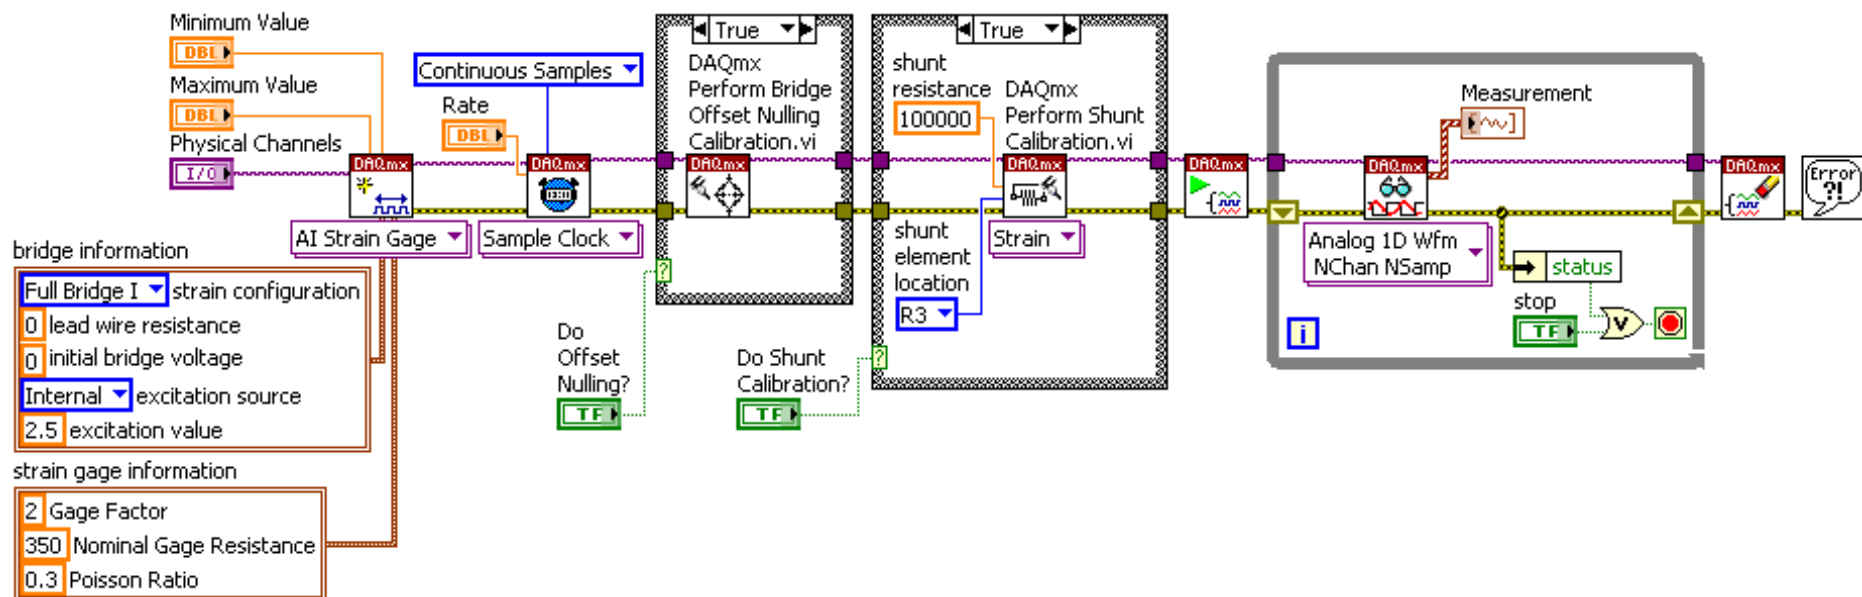 Minimum Value
DBL
Maximum Value
DBL
Physical Channels
I/O
DAQmx
AI Strain Gage
bridge information
Full Bridge I strain configuration
0 lead wire resistance
0 initial bridge voltage
Internal excitation source
2.5 excitation value
strain gage information
2 Gage Factor
350 Nominal Gage Resistance
0.3 Poisson Ratio
Continuous Samples
Rate
DBL
DAQmx
Sample Clock
True
DAQmx
Perform Bridge
Offset Nulling
Calibration.vi
DAQmx
?
Do
Offset
Nulling?
TF
True
shunt
resistance
100000
DAQmx
Perform Shunt
Calibration.vi
DAQmx
Strain
shunt
element
location
R3
?
Do Shunt
Calibration?
TF
DAQmx
Measurement
DAQmx
Analog 1D Wfm
NChan NSamp
status
stop
TF
V
i
DAQmx
Error
?!